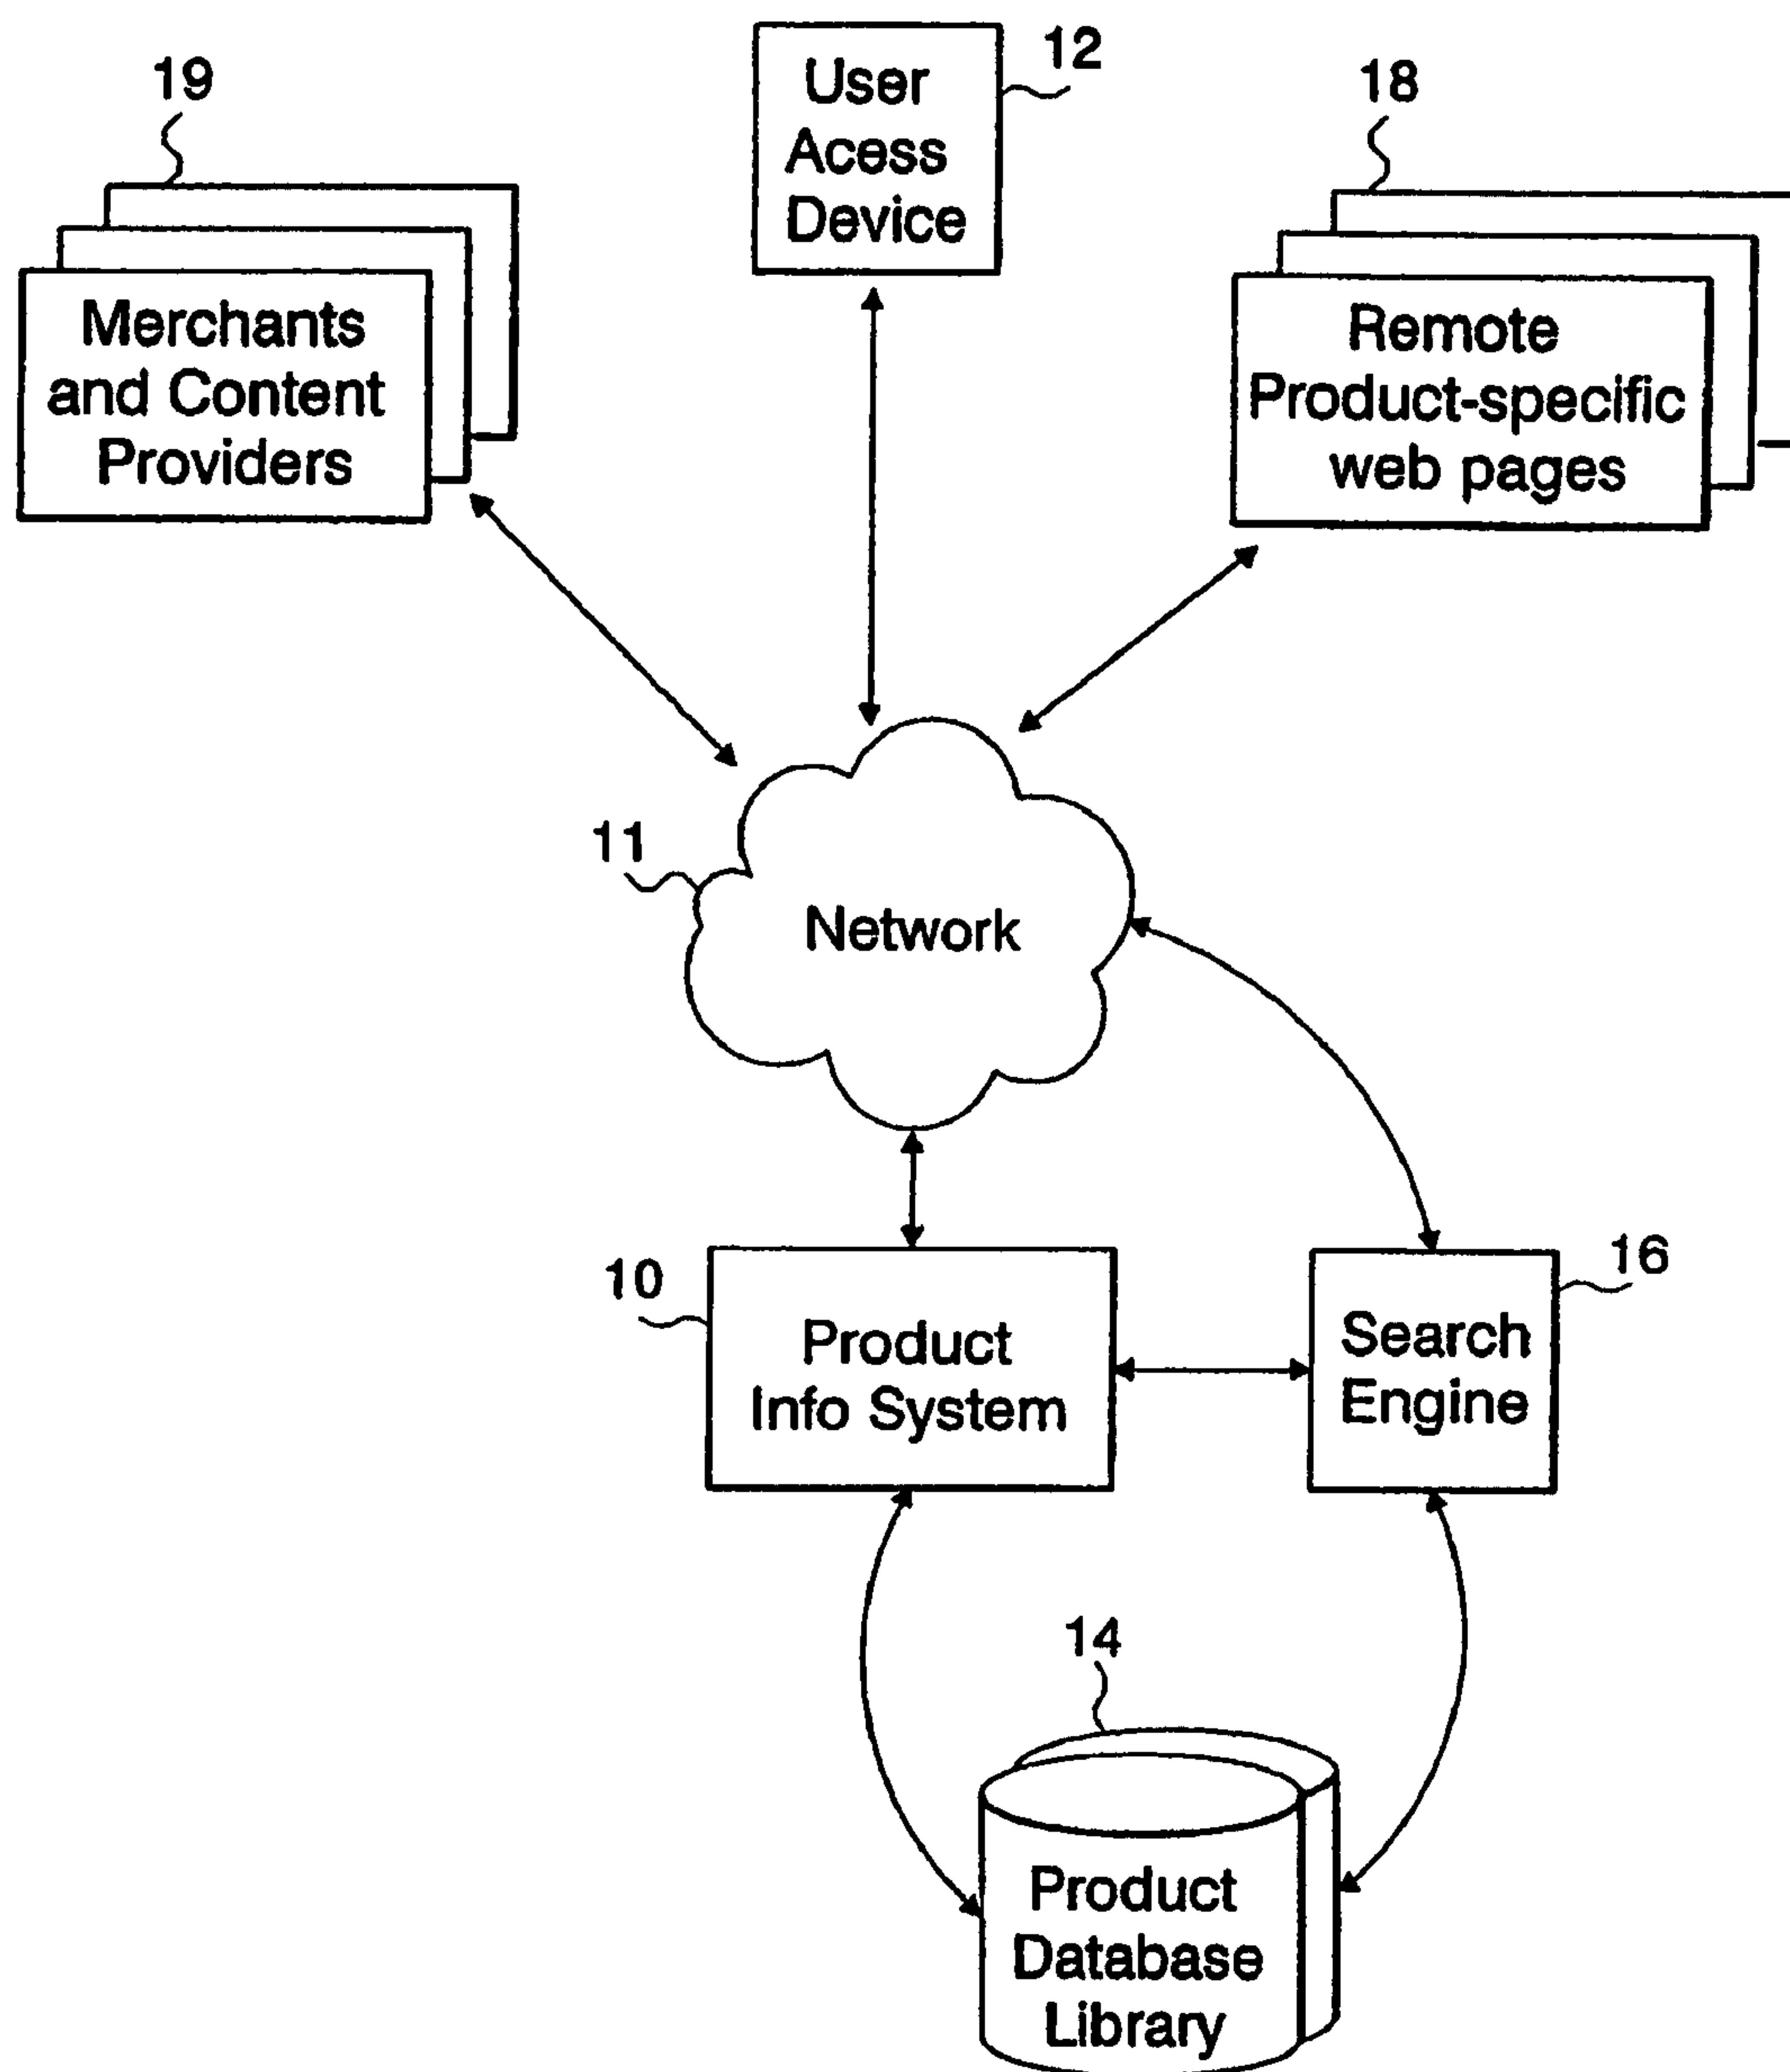 12
User
Acess
Device
19
Merchants
and Content
Providers
18
Remote
Product-specific
web pages
11
Network
10
Product
Info System
16
Search
Engine
14
Product
Database
Library